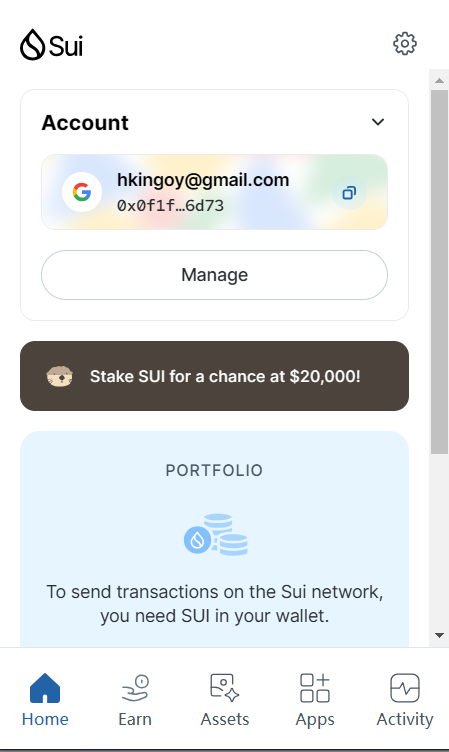 Sui
Account
hkingoy@gmail.com
0x0f1f…6d73
Manage
Stake SUI for a chance at $20,000!
PORTFOLIO
To send transactions on the Sui network,
you need SUI in your wallet.
Home Earn Assets Apps Activity